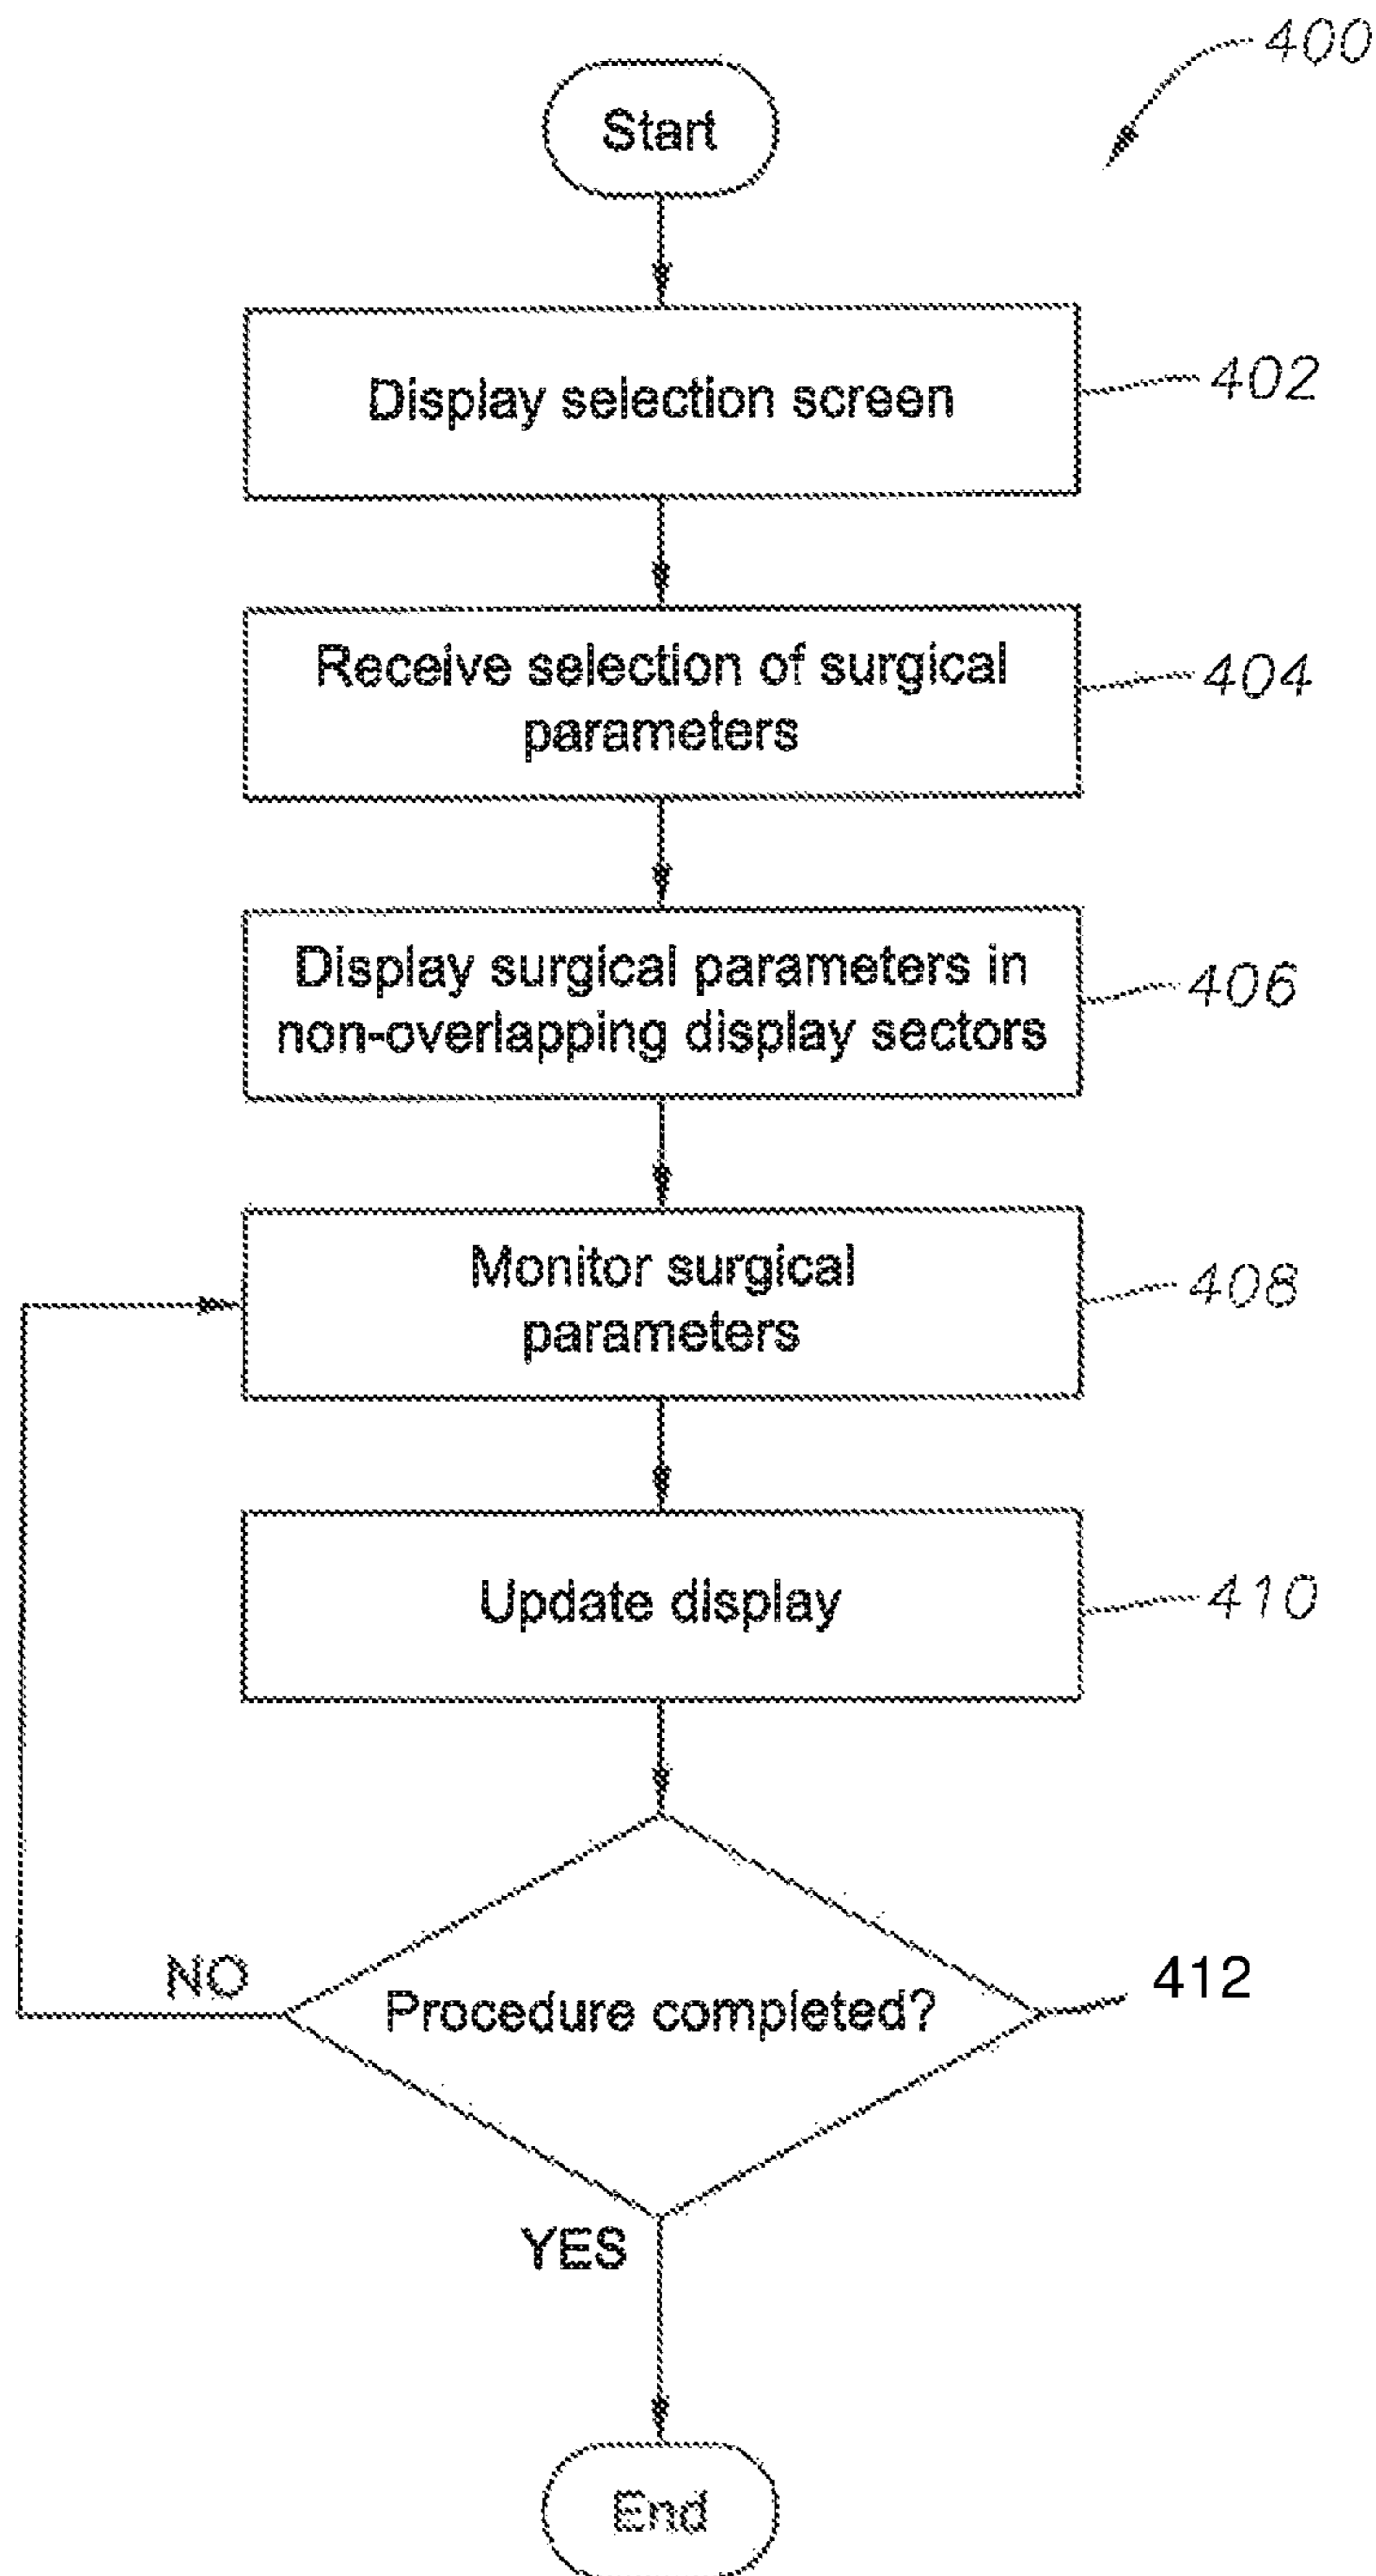 400
Start
Display selection screen
402
Receive selection of surgical
parameters
404
Display surgical parameters in
non-overlapping display sectors
406
Monitor surgical
parameters
408
Update display
410
NO
Procedure completed?
412
YES
End